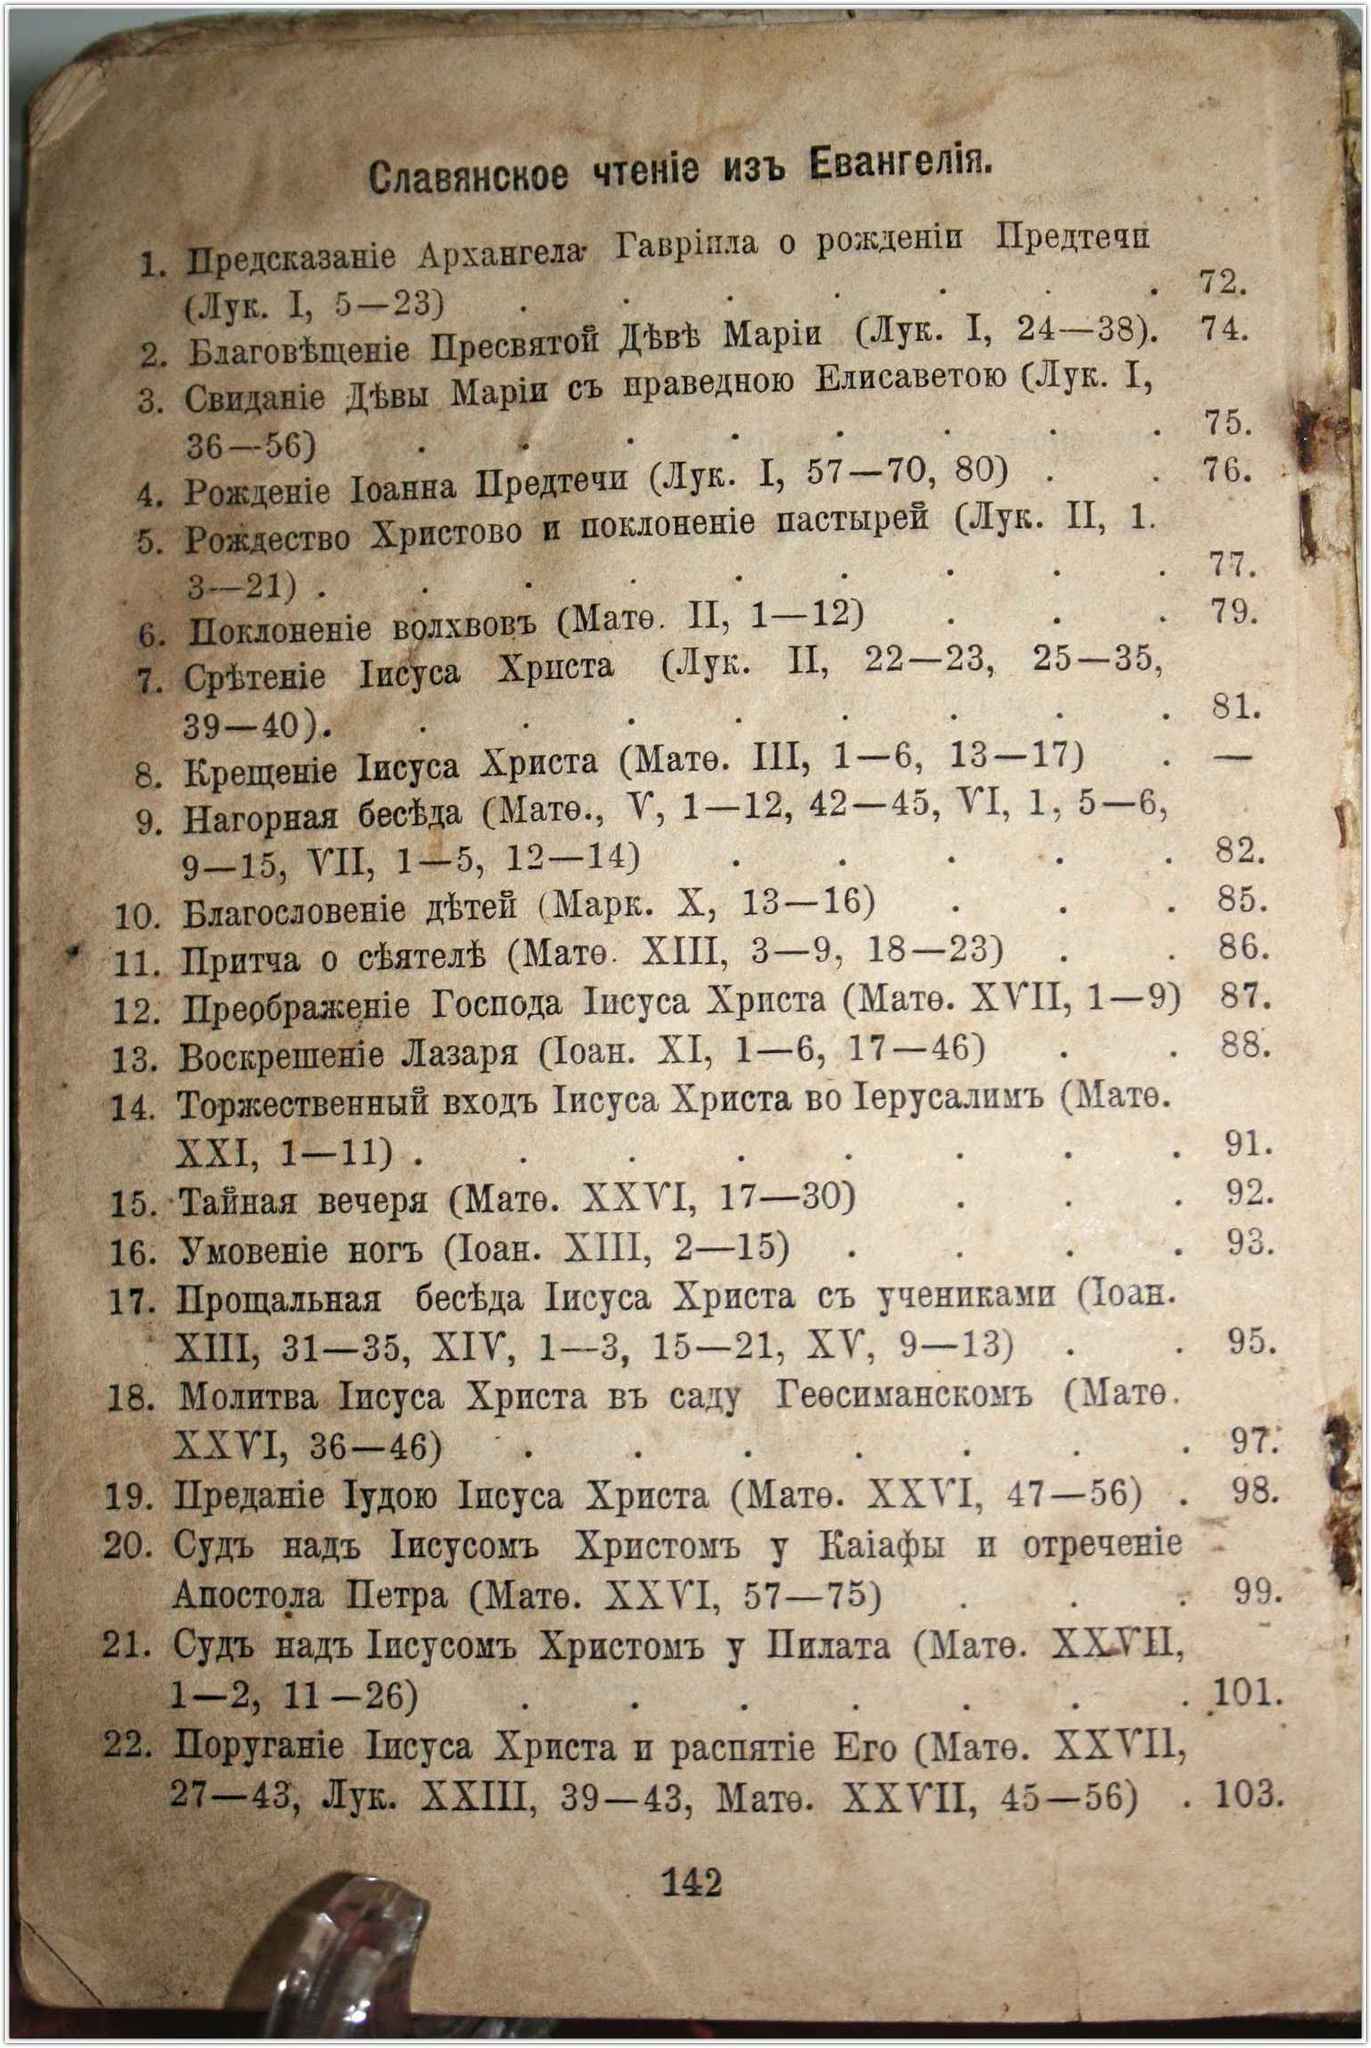 Славянское чтеніе изъ Евангелія.
1. Предсказаніе Архангела Гавріила о рожденіи Предтечи
(Лук. I, 5—23) . . . . . . . 72.
2. Благовѣщеніе Пресвятой Дѣвѣ Маріи (Лук. I, 24—38). 74.
3. Свиданіе Дѣвы Маріи съ праведною Елисаветою (Лук. I,
36—56) . . . . . . . . 75.
4. Рожденіе Іоанна Предтечи (Лук. I, 57—70, 80) . . 76.
5. Рождество Христово и поклоненіе пастырей (Лук. II, 1.
3—21) . . . . . . . . . 77.
6. Поклоненіе волхвовъ (Матѳ. II, 1—12) . . . 79.
7. Срѣтеніе Іисуса Христа (Лук. II, 22—23, 25—35,
39—40). . . . . . . . . 81.
8. Крещеніе Іисуса Христа (Матѳ. III, 1—6, 13—17) . —
9. Нагорная бесѣда (Матѳ., V, 1—12, 42—45, VI, 1, 5—6,
9—15, VII, 1—5, 12—14) . . . . . 82.
10. Благословеніе дѣтей (Марк. X, 13—16) . . . 85.
11. Притча о сѣятелѣ (Матѳ. XIII, 3—9, 18—23) . . 86.
12. Преображеніе Господа Іисуса Христа (Матѳ. XVII, 1—9) 87.
13. Воскрешеніе Лазаря (Іоан. XI, 1—6, 17—46) . . 88.
14. Торжественный входъ Іисуса Христа во Іерусалимъ (Матѳ.
XXI, 1—11) . . . . . . . . 91.
15. Тайная вечеря (Матѳ. XXVI, 17—30) . . . 92.
16. Умовеніе ногъ (Іоан. XIII, 2—15) . . . . 93.
17. Прощальная бесѣда Іисуса Христа съ учениками (Іоан.
XIII, 31—35, XIV, 1—3, 15—21, XV, 9—13) . . 95.
18. Молитва Іисуса Христа въ саду Геѳсиманскомъ (Матѳ.
XXVI, 36—46) . . . . . . . 97.
19. Преданіе Іудою Іисуса Христа (Матѳ. XXVI, 47—56) . 98.
20. Судъ надъ Іисусомъ Христомъ у Каіафы и отреченіе
Апостола Петра (Матѳ. XXVI, 57—75) . . . 99.
21. Судъ надъ Іисусомъ Христомъ у Пилата (Матѳ. XXVII,
1—2, 11—26) . . . . . . . 101.
22. Поруганіе Іисуса Христа и распятіе Его (Матѳ. XXVII,
27—43, Лук. XXIII, 39—43, Матѳ. XXVII, 45—56) . 103.
142